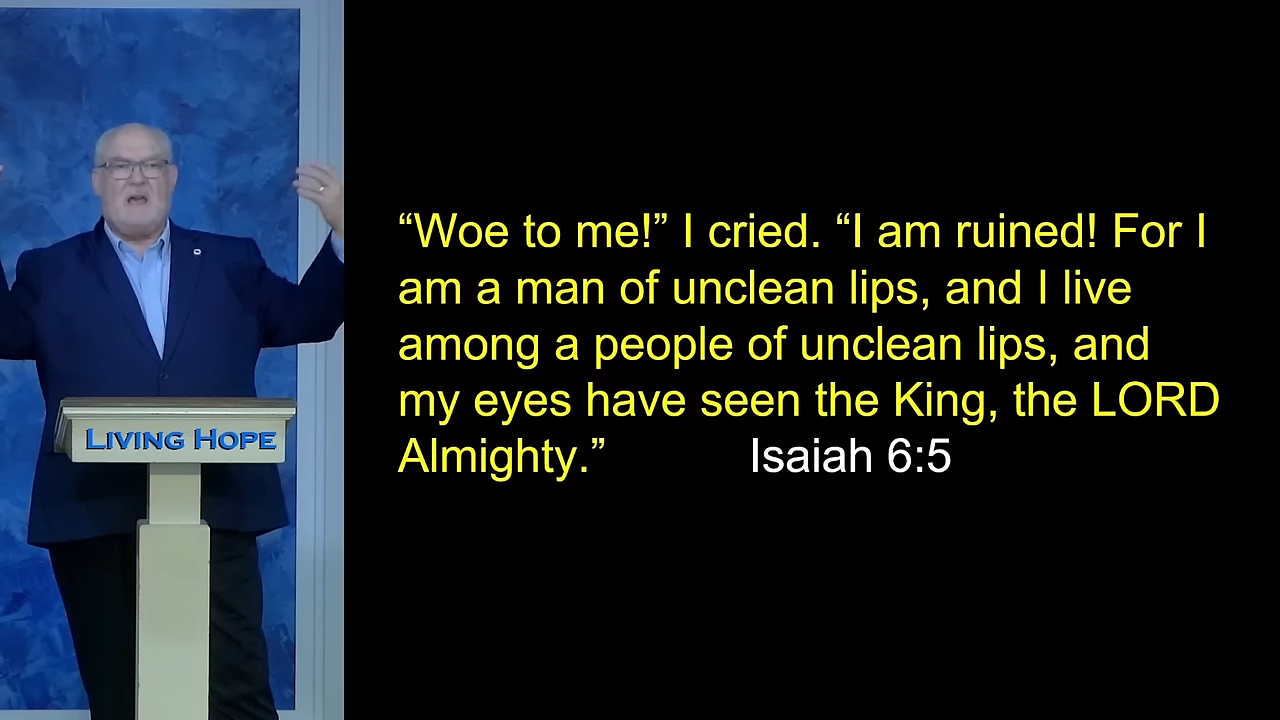 LIVING HOPE
“Woe to me!” I cried. “I am ruined! For I
am a man of unclean lips, and I live
among a people of unclean lips, and
my eyes have seen the King, the LORD
Almighty.” Isaiah 6:5